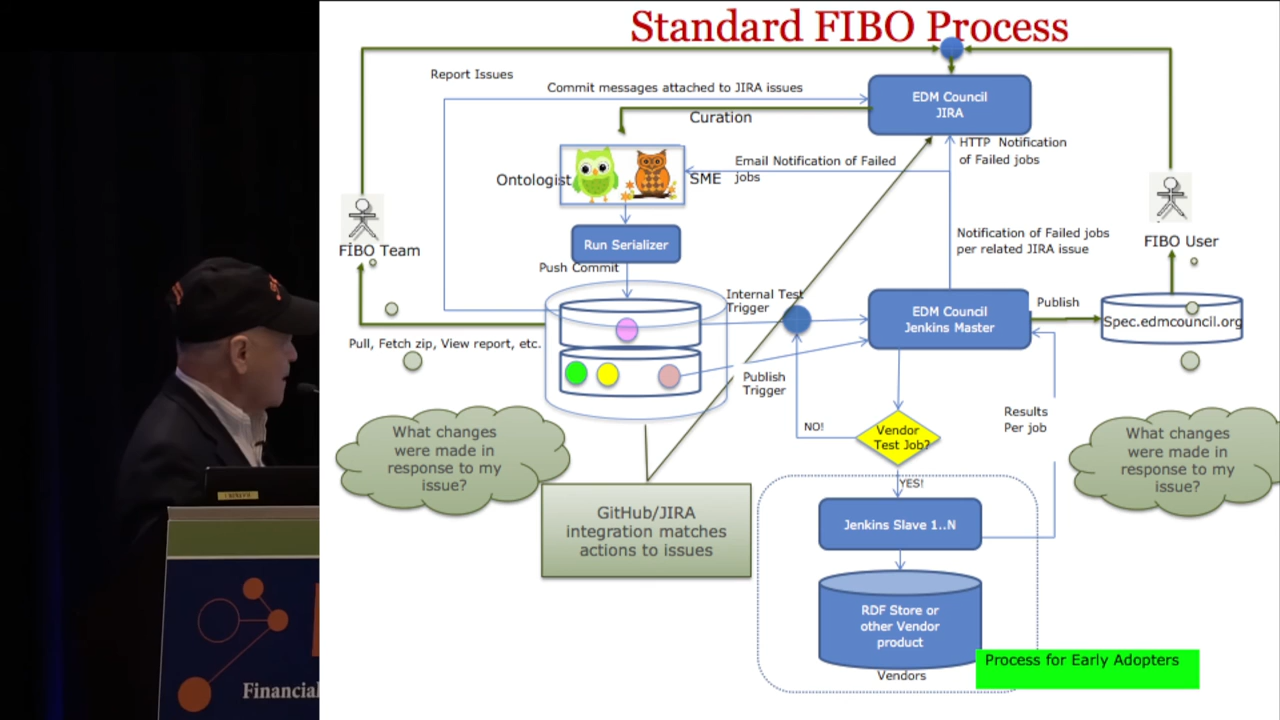 Standard FIBO Process
Report Issues
Commit messages attached to JIRA issues
EDM Council
JIRA
Curation
HTTP Notification
of Failed jobs
Email Notification of Failed
jobs
Ontologist
SME
FIBO Team
Run Serializer
Push Commit
Notification of Failed jobs
per related JIRA issue
FIBO User
Internal Test
Trigger
EDM Council
Jenkins Master
Publish
Spec.edmcouncil.org
Pull, Fetch zip, View report, etc.
Publish
Trigger
NO!
Vendor
Test Job?
Results
Per job
What changes
were made in
response to my
issue?
What changes
were made in
response to my
issue?
YES!
GitHub/JIRA
integration matches
actions to issues
Jenkins Slave 1..N
RDF Store or
other Vendor
product
Vendors
Process for Early Adopters
Financial